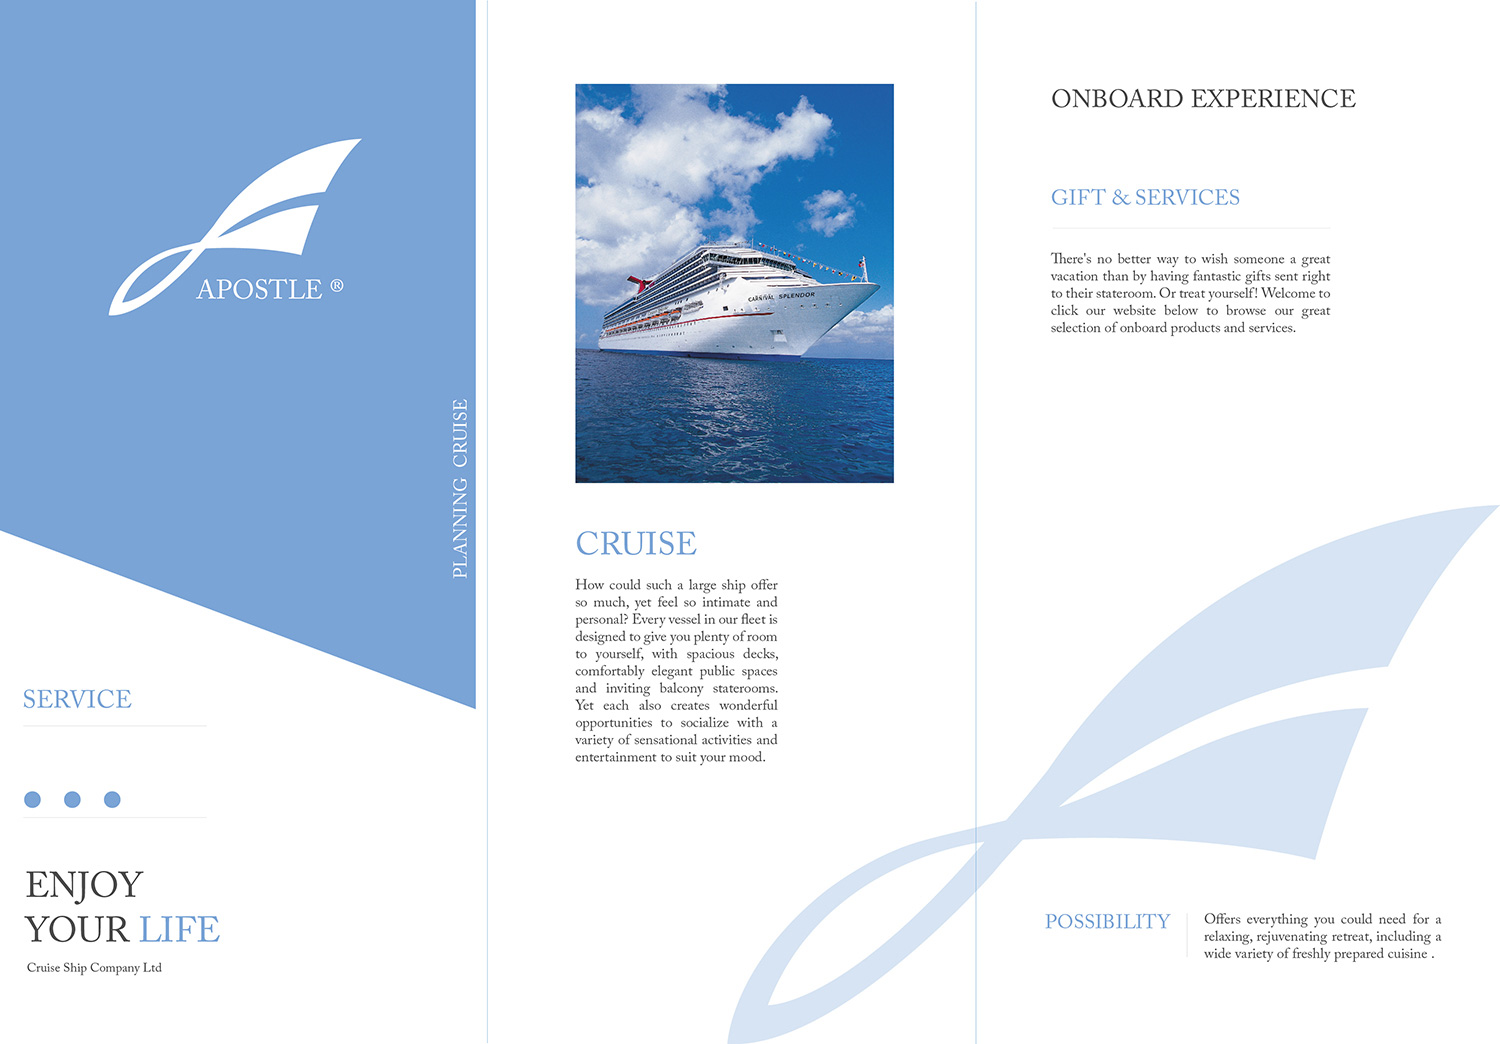 APOSTLE ®
PLANNING CRUISE
SERVICE
ENJOY
YOUR LIFE
Cruise Ship Company Ltd
CARNIVAL SPLENDOR
CRUISE
How could such a large ship offer
so much, yet feel so intimate and
personal? Every vessel in our fleet is
designed to give you plenty of room
to yourself, with spacious decks,
comfortably elegant public spaces
and inviting balcony staterooms.
Yet each also creates wonderful
opportunities to socialize with a
variety of sensational activities and
entertainment to suit your mood.
ONBOARD EXPERIENCE
GIFT & SERVICES
There's no better way to wish someone a great
vacation than by having fantastic gifts sent right
to their stateroom. Or treat yourself! Welcome to
click our website below to browse our great
selection of onboard products and services.
POSSIBILITY
Offers everything you could need for a
relaxing, rejuvenating retreat, including a
wide variety of freshly prepared cuisine .